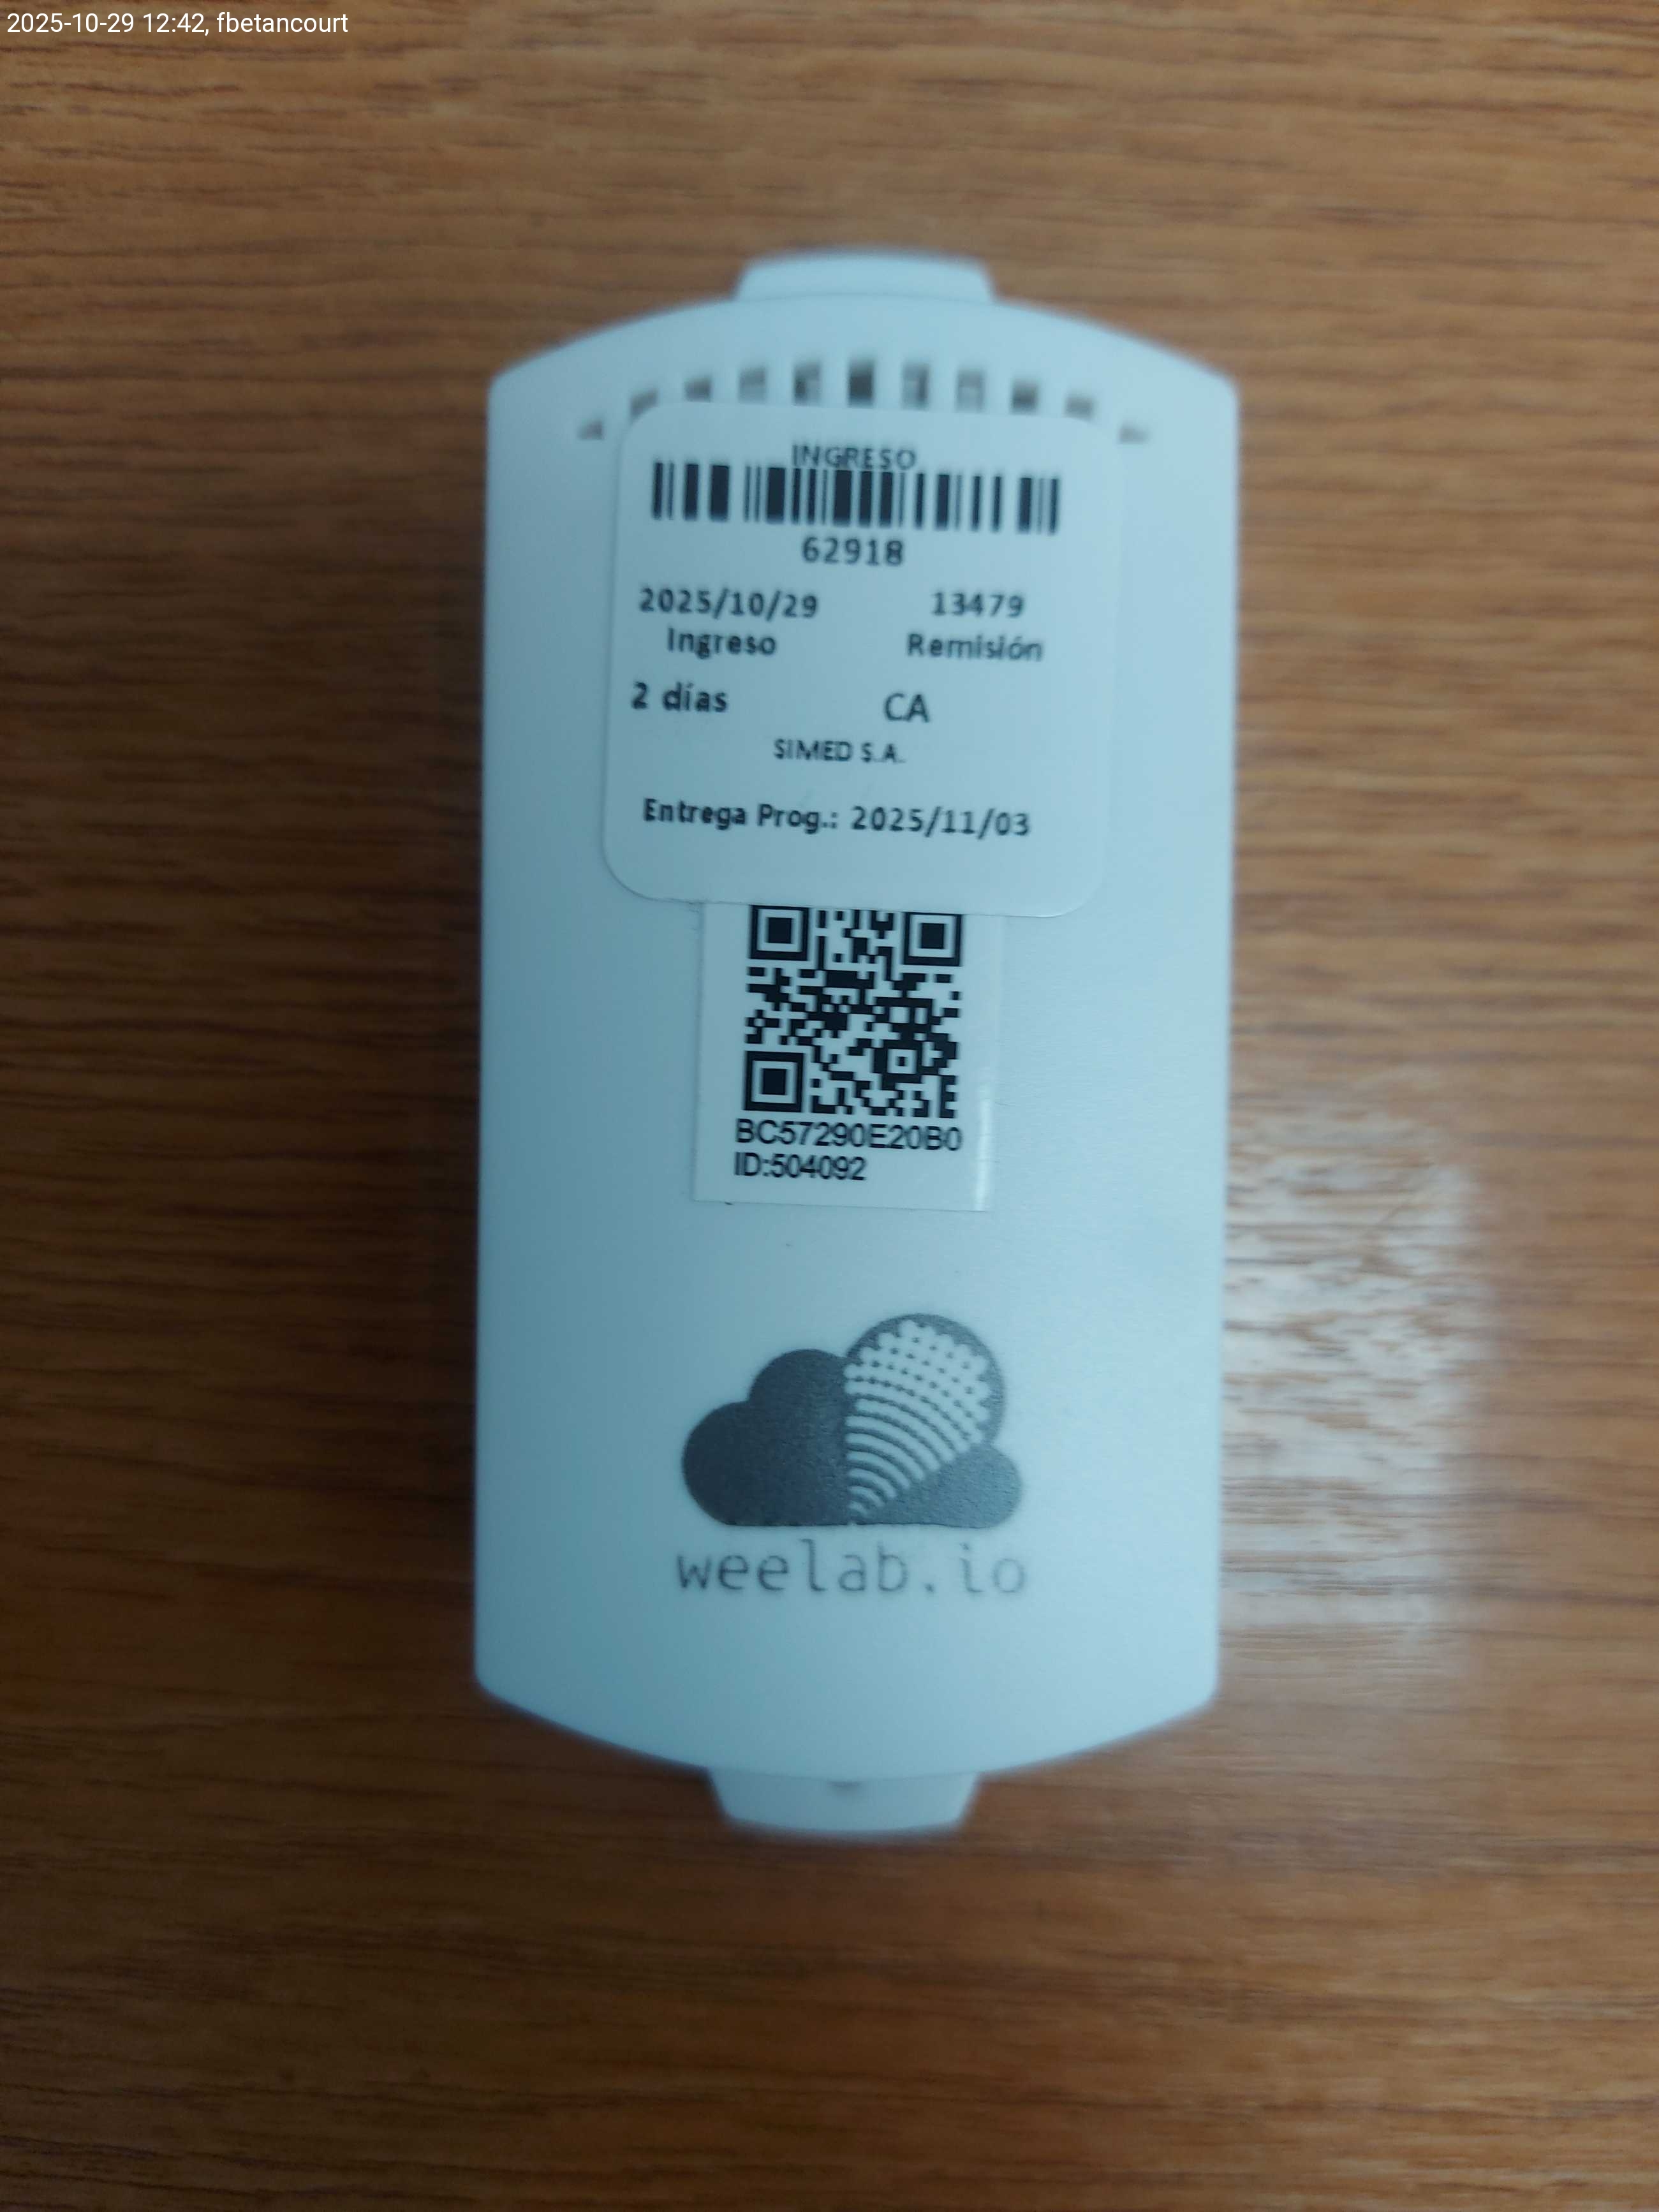 2025-10-29 12:42, fbetancourt
INGRESO
62918
2025/10/29 13479
Ingreso Remisión
2 días CA
SIMED S.A.
Entrega Prog.: 2025/11/03
BC57290E20B0
ID:504092
weelab.io